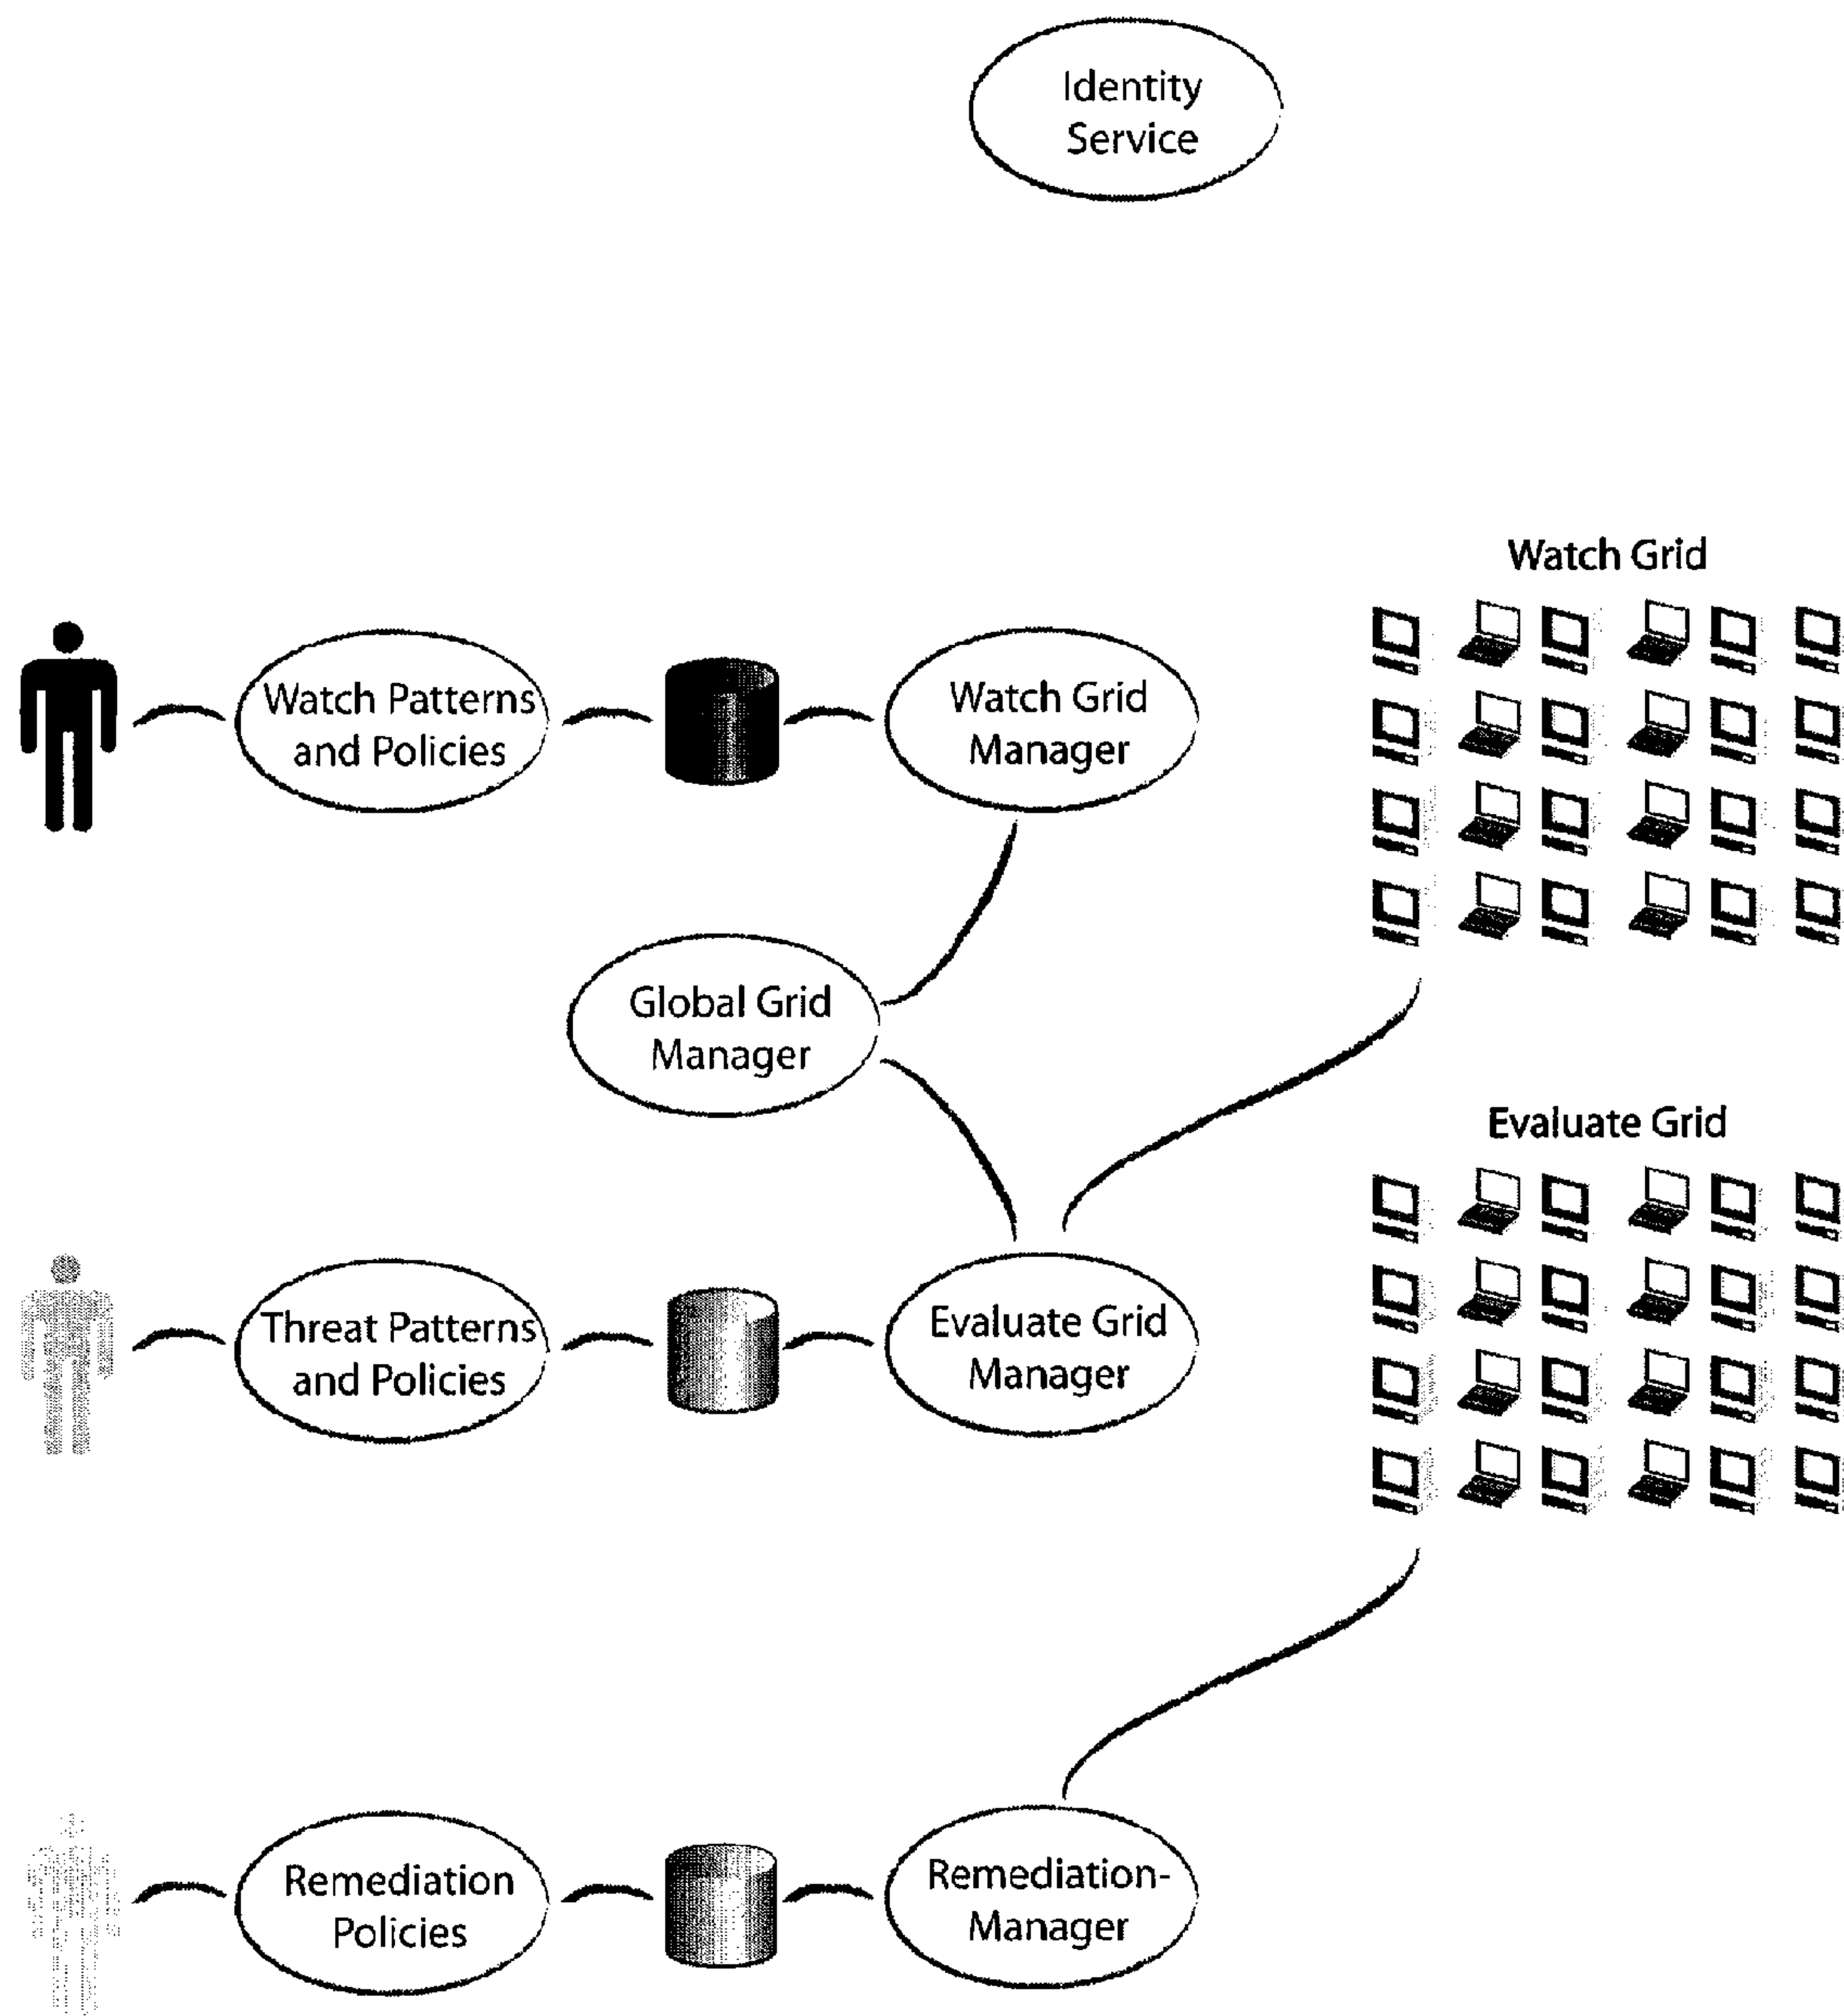 Identity
Service
Watch Grid
Watch Patterns
and Policies
Watch Grid
Manager
Global Grid
Manager
Evaluate Grid
Threat Patterns
and Policies
Evaluate Grid
Manager
Remediation
Policies
Remediation-
Manager